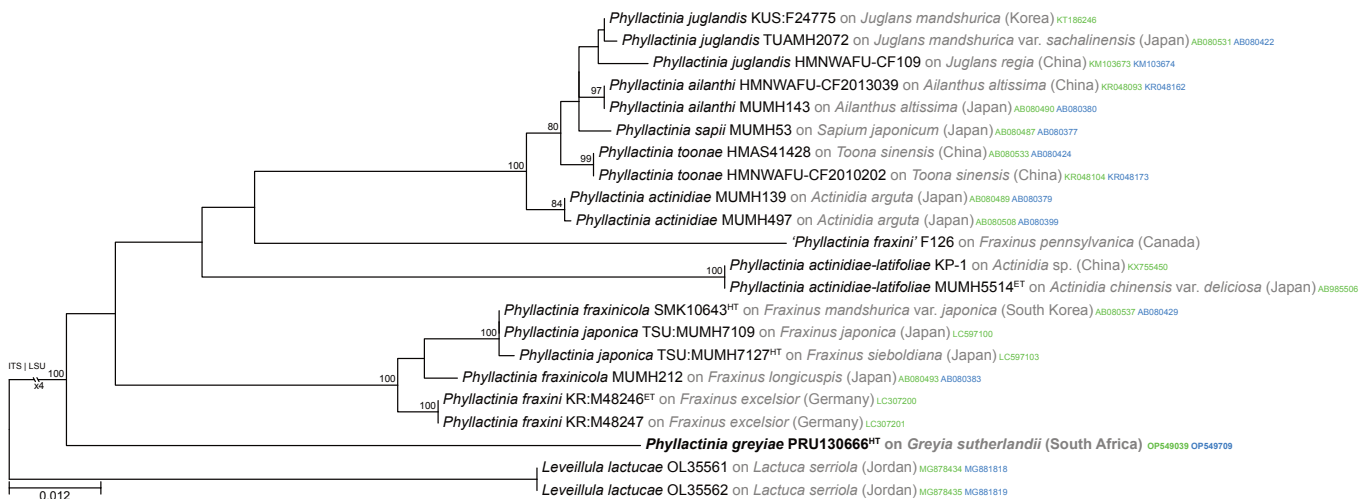 Phyllactinia juglandis KUS:F24775 on Juglans mandshurica (Korea) KT186246
Phyllactinia juglandis TUAMH2072 on Juglans mandshurica var. sachalinensis (Japan) AB080531 AB080422
Phyllactinia juglandis HMNWAFU-CF109 on Juglans regia (China) KM103673 KM103674
Phyllactinia ailanthi HMNWAFU-CF2013039 on Ailanthus altissima (China) KR048093 KR048162
97
Phyllactinia ailanthi MUMH143 on Ailanthus altissima (Japan) AB080490 AB080380
80
Phyllactinia sapii MUMH53 on Sapium japonicum (Japan) AB080487 AB080377
Phyllactinia toonae HMAS41428 on Toona sinensis (China) AB080533 AB080424
99
100
Phyllactinia toonae HMNWAFU-CF2010202 on Toona sinensis (China) KR048104 KR048173
Phyllactinia actinidiae MUMH139 on Actinidia arguta (Japan) AB080489 AB080379
84
Phyllactinia actinidiae MUMH497 on Actinidia arguta (Japan) AB080508 AB080399
'Phyllactinia fraxini' F126 on Fraxinus pennsylvanica (Canada)
Phyllactinia actinidiae-latifoliae KP-1 on Actinidia sp. (China) KX755450
100
Phyllactinia actinidiae-latifoliae MUMH5514ET on Actinidia chinensis var. deliciosa (Japan) AB985506
Phyllactinia fraxinicola SMK10643HT on Fraxinus mandshurica var. japonica (South Korea) AB080537 AB080429
100
Phyllactinia japonica TSU:MUMH7109 on Fraxinus japonica (Japan) LC597100
Phyllactinia japonica TSU:MUMH7127HT on Fraxinus sieboldiana (Japan) LC597103
ITS | LSU
x4
100
Phyllactinia fraxinicola MUMH212 on Fraxinus longicuspis (Japan) AB080493 AB080383
100
Phyllactinia fraxini KR:M48246ET on Fraxinus excelsior (Germany) LC307200
100
Phyllactinia fraxini KR:M48247 on Fraxinus excelsior (Germany) LC307201
Phyllactinia greyiae PRU130666HT on Greyia sutherlandii (South Africa) OP549039 OP549709
Leveillula lactucae OL35561 on Lactuca serriola (Jordan) MG878434 MG881818
Leveillula lactucae OL35562 on Lactuca serriola (Jordan) MG878435 MG881819
0.012